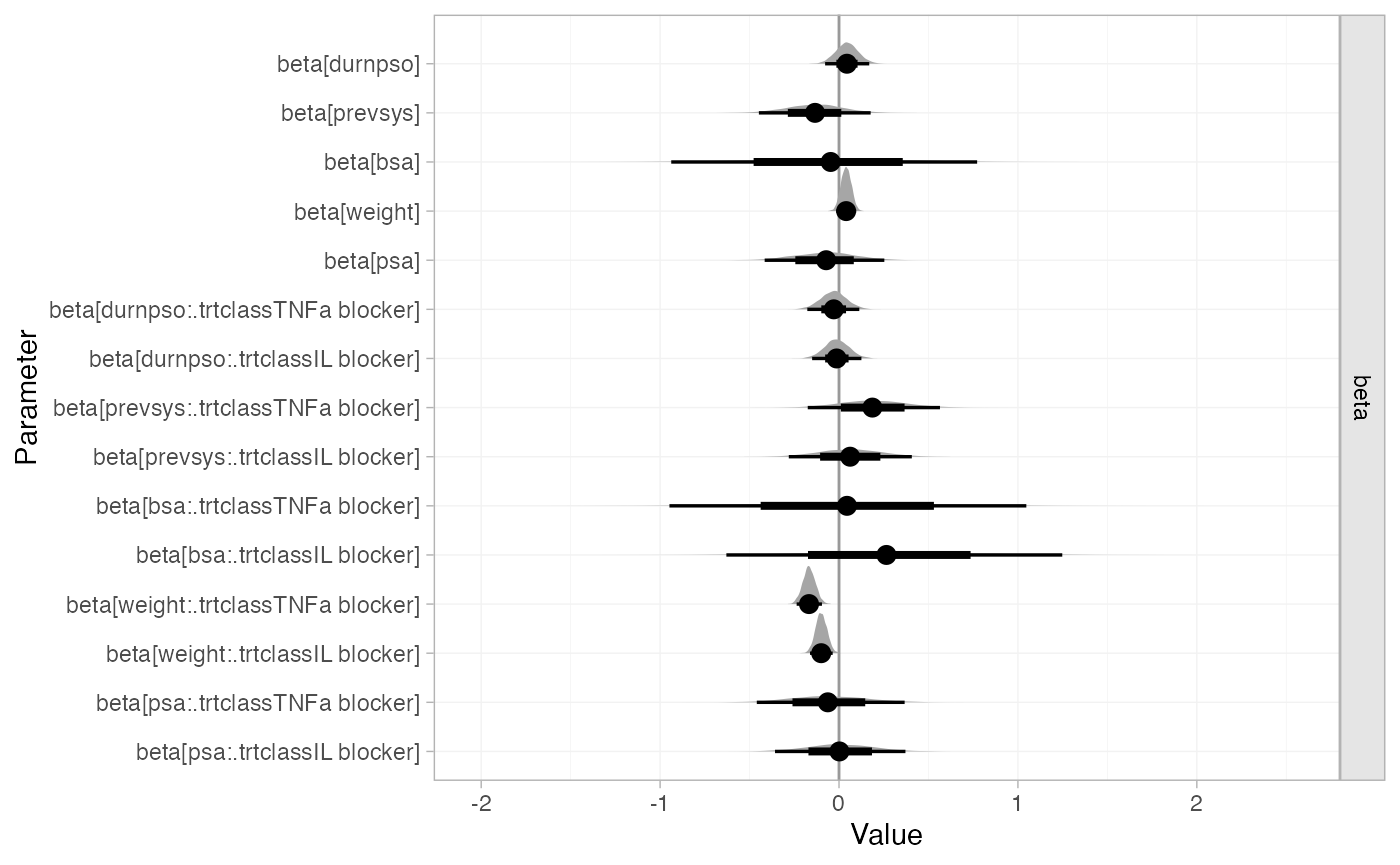 beta[durnpso]
beta[prevsys]
beta[bsa]
beta[weight]
beta[psa]
beta[durnpso:.trtclassTNFa blocker]
beta[durnpso:.trtclassIL blocker]
beta[prevsys:.trtclassTNFa blocker]
beta[prevsys:.trtclassIL blocker]
beta[bsa:.trtclassTNFa blocker]
beta[bsa:.trtclassIL blocker]
beta[weight:.trtclassTNFa blocker]
beta[weight:.trtclassIL blocker]
beta[psa:.trtclassTNFa blocker]
beta[psa:.trtclassIL blocker]
Parameter
beta
-2 -1 0 1 2
Value